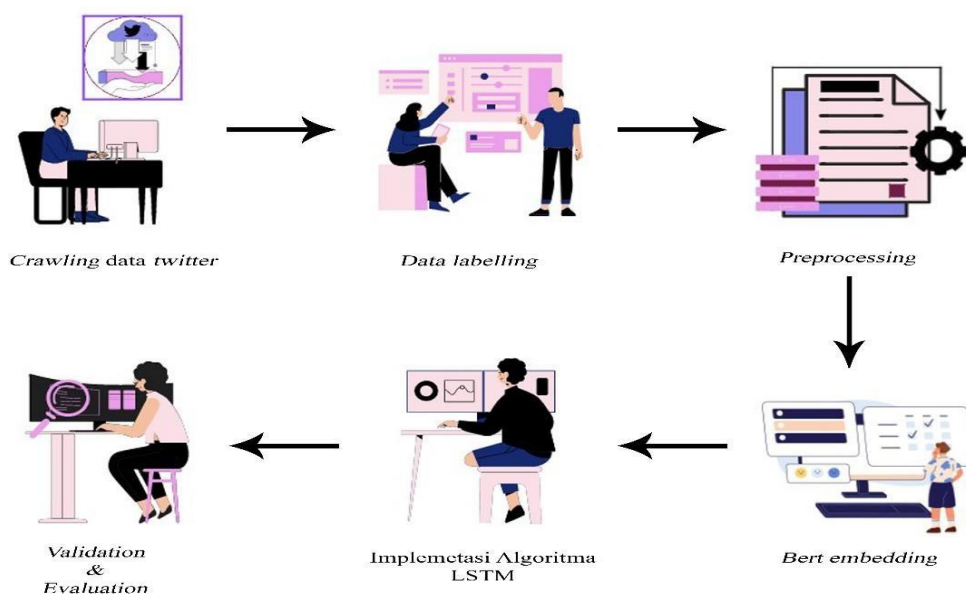 Crawling data twitter
Data labelling
Preprocessing
Bert embedding
Implemetasi Algoritma
LSTM
Validation
&
Evaluation